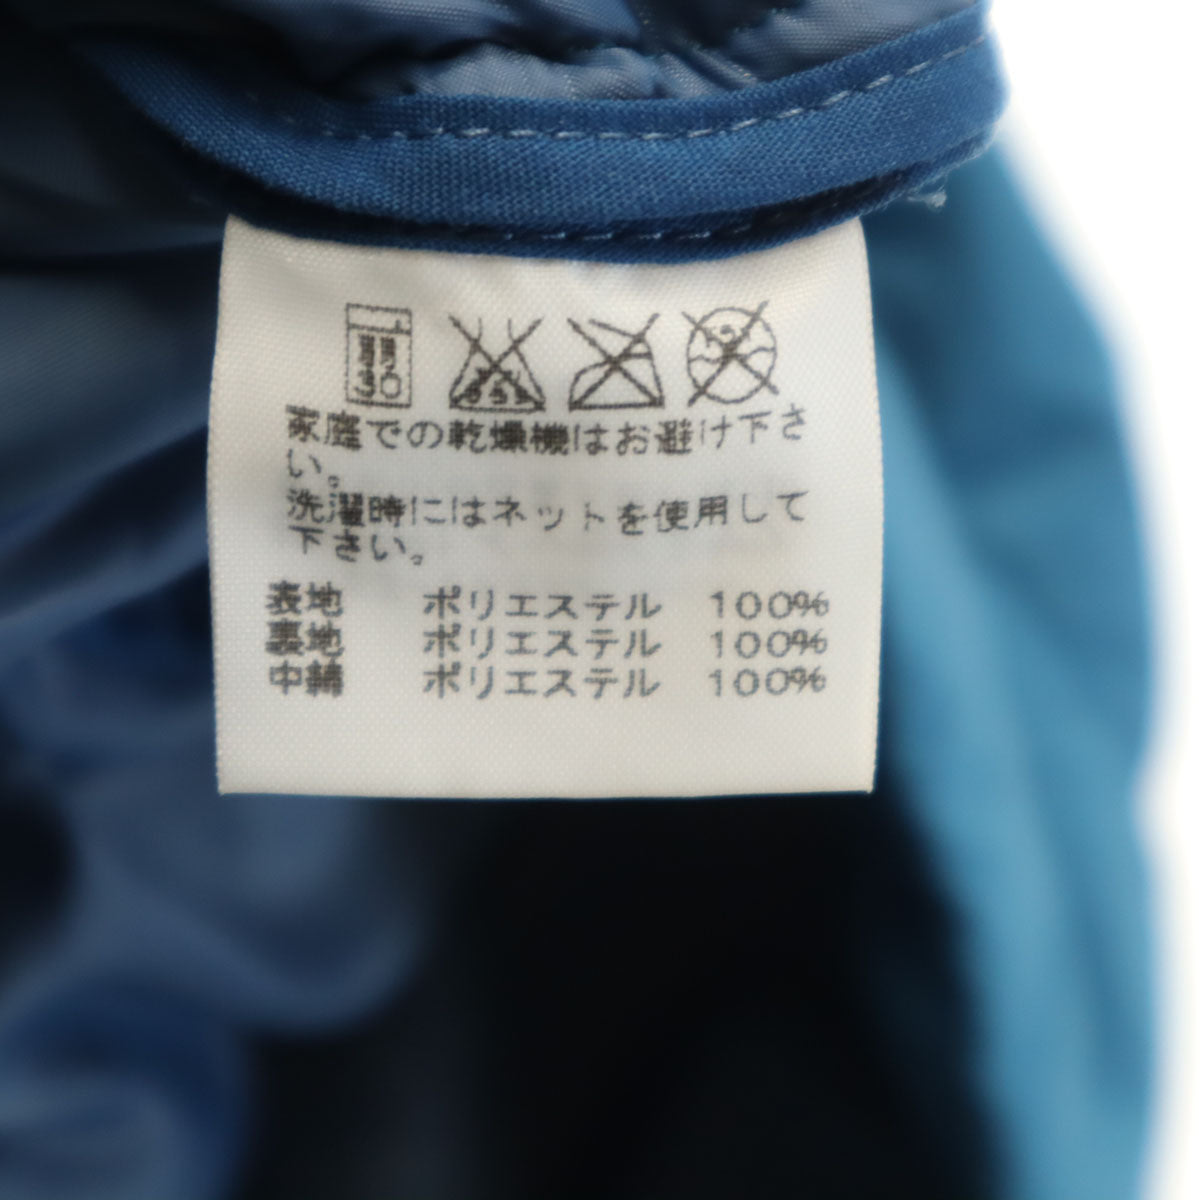 家庭での乾燥機はお避け下さ
い。
洗濯時にはネットを使用して
下さい。
表地 ポリエステル 100%
裏地 ポリエステル 100%
中綿 ポリエステル 100%